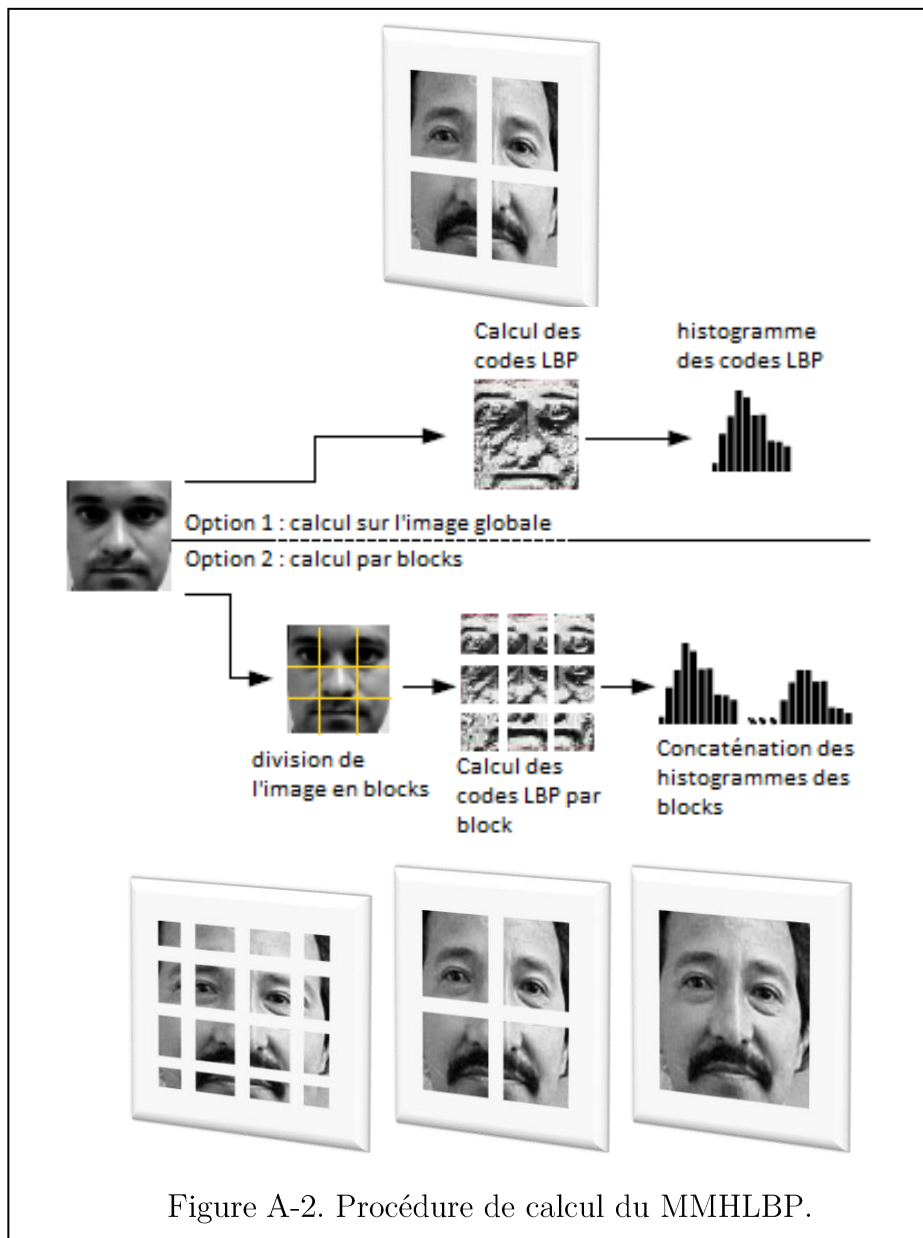 Calcul des
codes LBP
histogramme
des codes LBP
Option 1 : calcul sur l'image globale
Option 2 : calcul par blocks
division de
l'image en blocks
Calcul des
codes LBP par
block
Concaténation des
histogrammes des
blocks
Figure A-2. Procédure de calcul du MMHLBP.